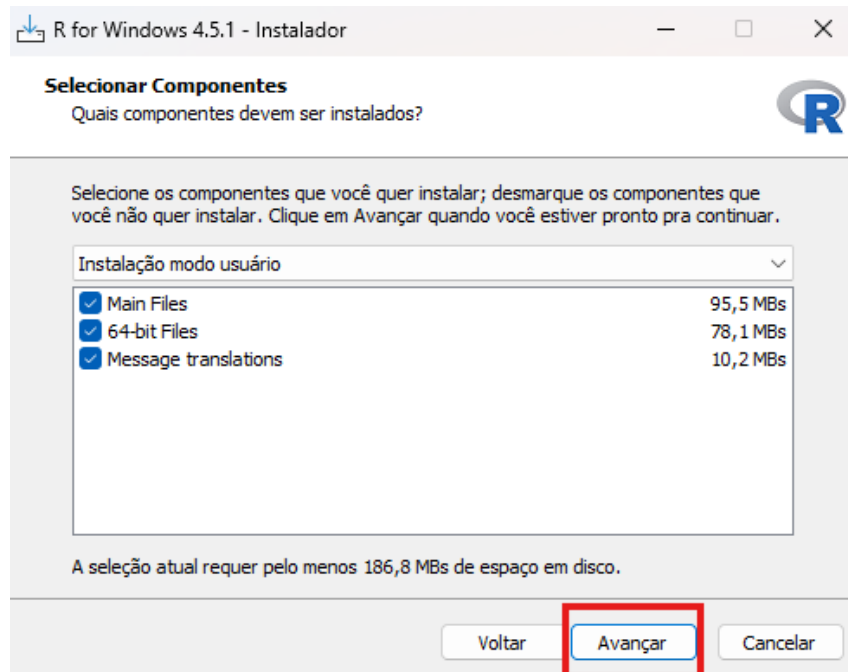 R for Windows 4.5.1 - Instalador
Selecionar Componentes
Quais componentes devem ser instalados?
R
Selecione os componentes que você quer instalar; desmarque os componentes que
você não quer instalar. Clique em Avançar quando você estiver pronto pra continuar.
Instalação modo usuário
Main Files 95,5 MBs
64-bit Files 78,1 MBs
Message translations 10,2 MBs
A seleção atual requer pelo menos 186,8 MBs de espaço em disco.
Voltar Avançar Cancelar